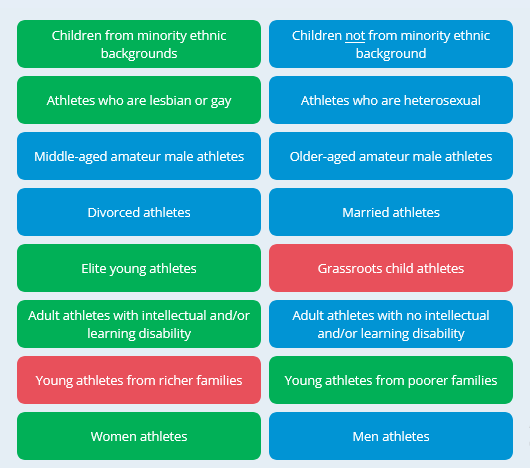 Children from minority ethnic
backgrounds
Children not from minority ethnic
background
Athletes who are lesbian or gay
Athletes who are heterosexual
Middle-aged amateur male athletes
Older-aged amateur male athletes
Divorced athletes
Married athletes
Elite young athletes
Grassroots child athletes
Adult athletes with intellectual and/or
learning disability
Adult athletes with no intellectual
and/or learning disability
Young athletes from richer families
Young athletes from poorer families
Women athletes
Men athletes